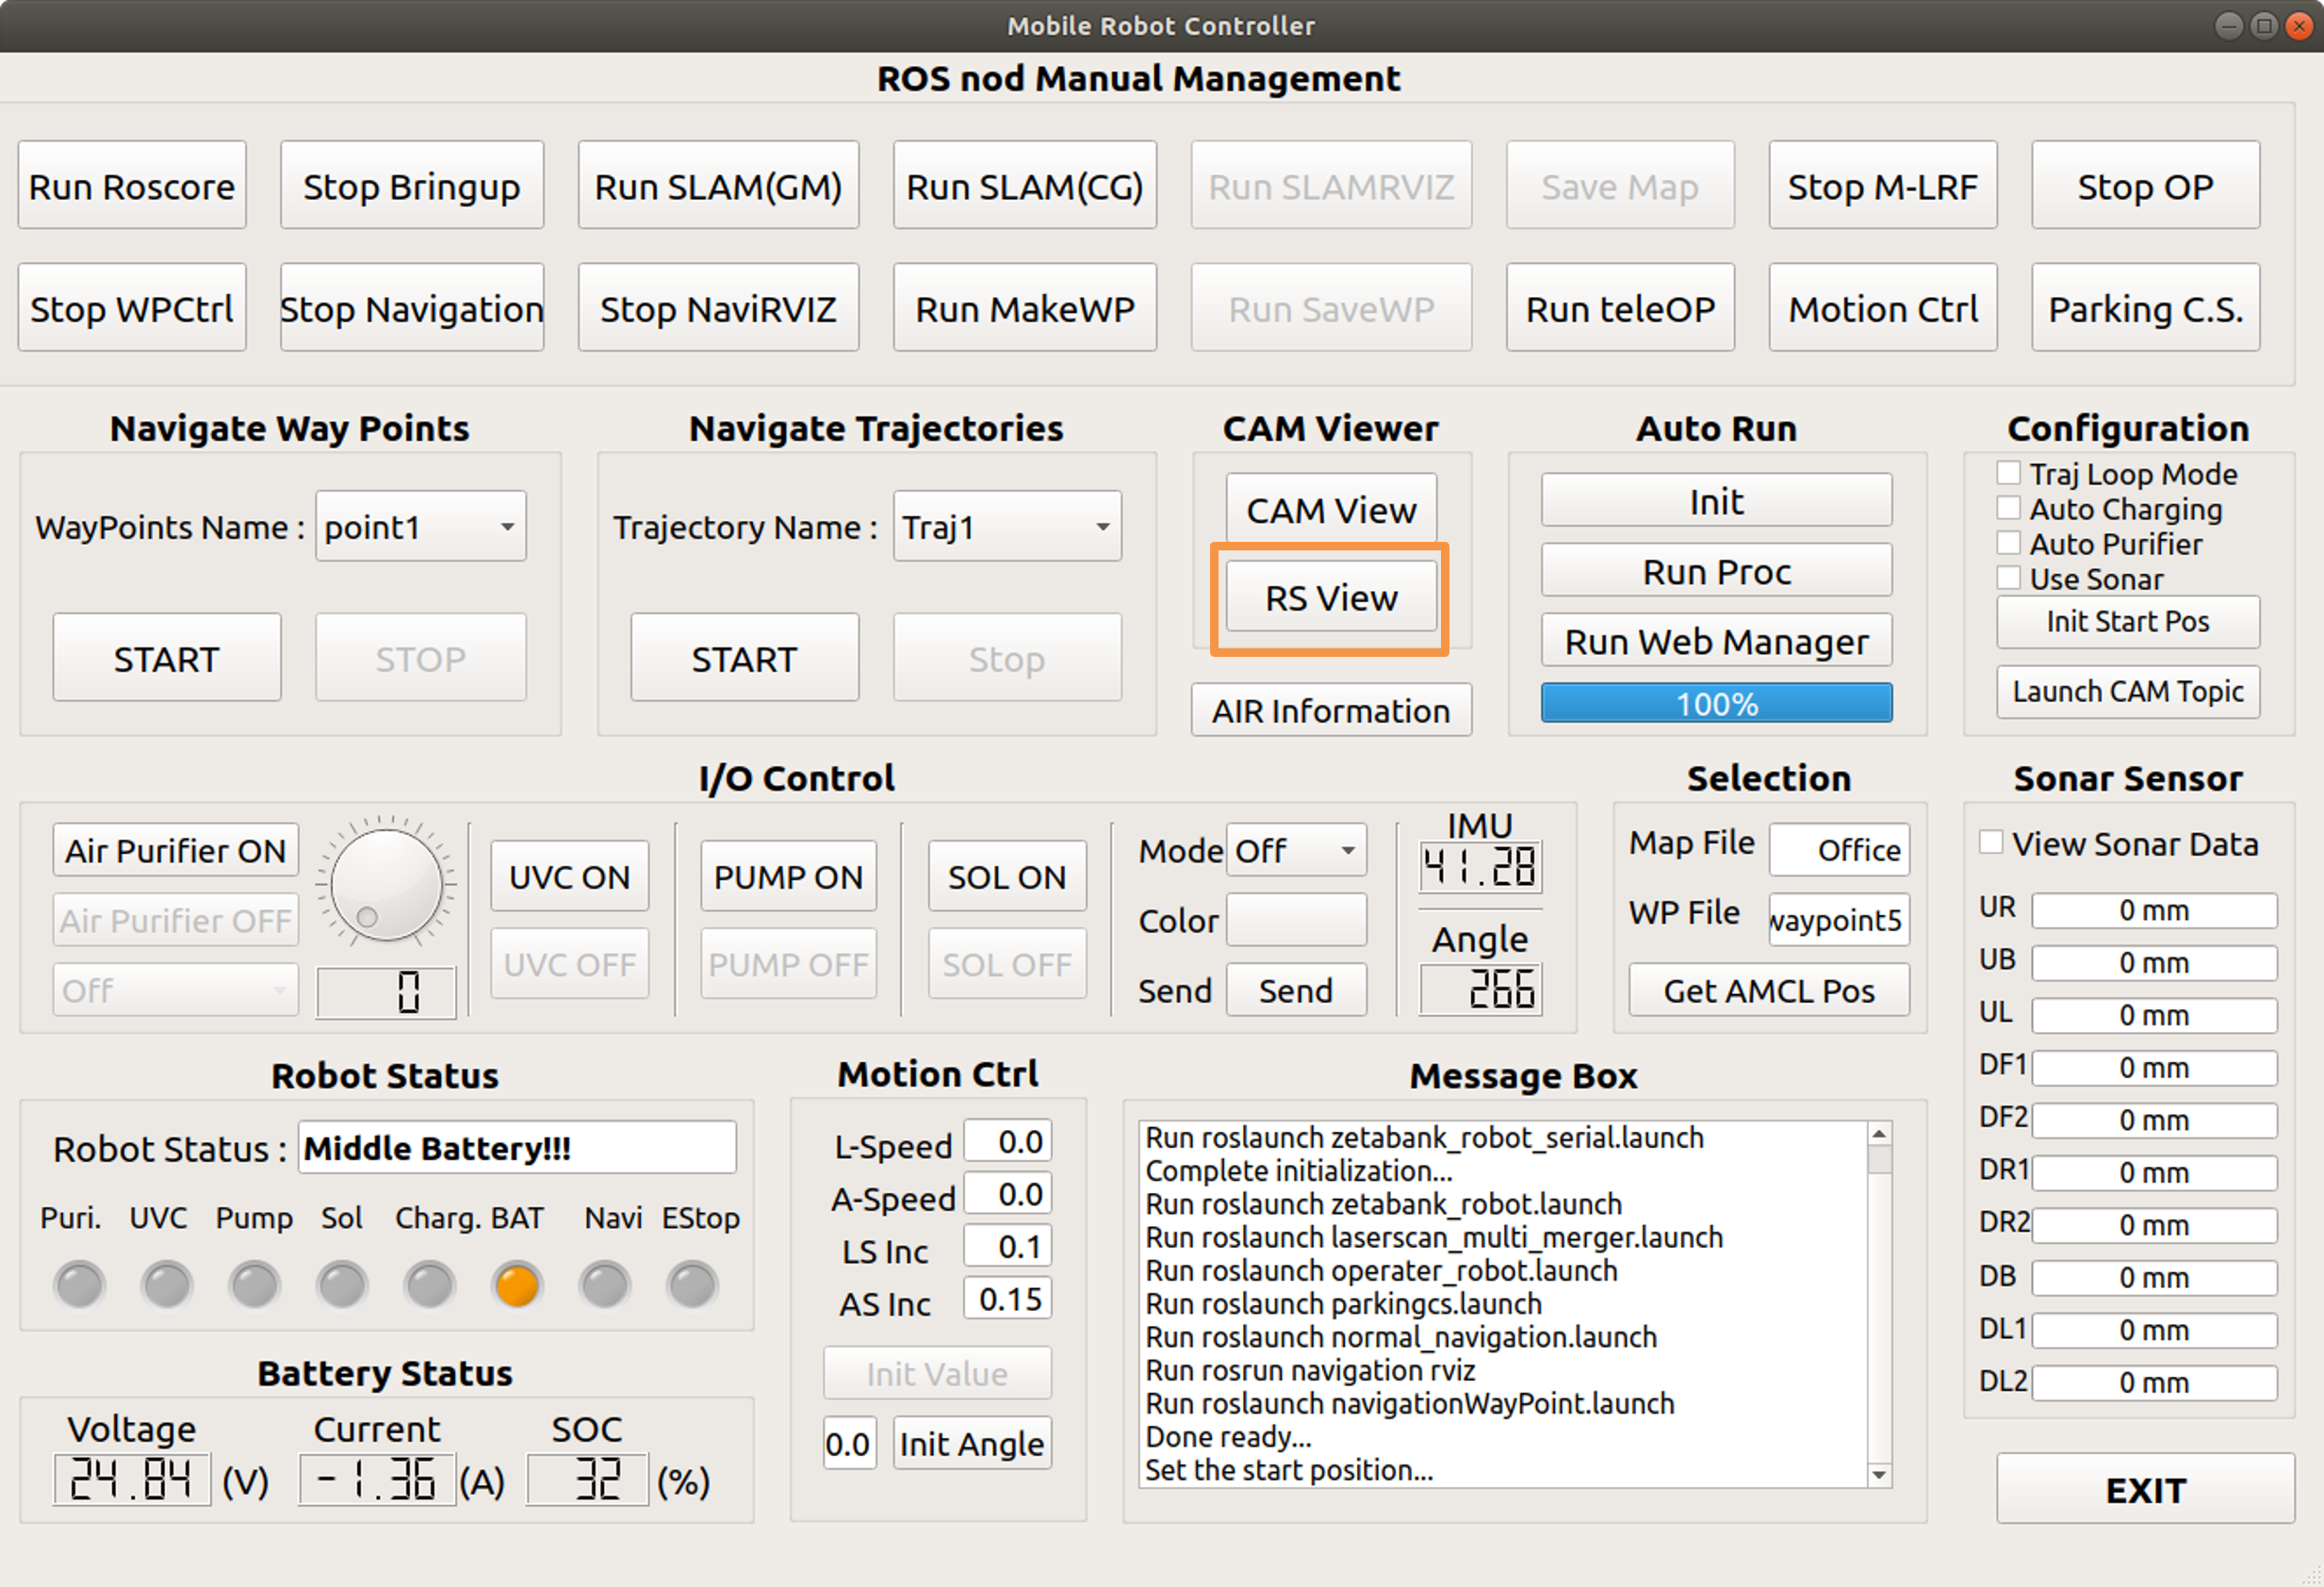 Mobile Robot Controller
ROS nod Manual Management
Run Roscore Stop Bringup Run SLAM(GM) Run SLAM(CG) Run SLAMRVIZ Save Map Stop M-LRF Stop OP
Stop WPCtrl Stop Navigation Stop NaviRVIZ Run MakeWP Run SaveWP Run teleOP Motion Ctrl Parking C.S.
Navigate Way Points
WayPoints Name : point1
START STOP
Navigate Trajectories
Trajectory Name : Traj1
START Stop
CAM Viewer
CAM View
RS View
AIR Information
Auto Run
Init
Run Proc
Run Web Manager
100%
Configuration
Traj Loop Mode
Auto Charging
Auto Purifier
Use Sonar
Init Start Pos
Launch CAM Topic
I/O Control
Air Purifier ON
Air Purifier OFF
Off
0
UVC ON
UVC OFF
PUMP ON
PUMP OFF
SOL ON
SOL OFF
Mode Off
Color
Send Send
IMU
41.28
Angle
266
Selection
Map File Office
WP File waypoint5
Get AMCL Pos
Sonar Sensor
View Sonar Data
UR 0 mm
UB 0 mm
UL 0 mm
DF1 0 mm
DF2 0 mm
DR1 0 mm
DR2 0 mm
DB 0 mm
DL1 0 mm
DL2 0 mm
Robot Status
Robot Status : Middle Battery!!!
Puri. UVC Pump Sol Charg. BAT Navi EStop
Battery Status
Voltage Current SOC
24.84 (V) -1.36 (A) 32 (%)
Motion Ctrl
L-Speed 0.0
A-Speed 0.0
LS Inc 0.1
AS Inc 0.15
Init Value
0.0 Init Angle
Message Box
Run roslaunch zetabank_robot_serial.launch
Complete initialization...
Run roslaunch zetabank_robot.launch
Run roslaunch laserscan_multi_merger.launch
Run roslaunch operater_robot.launch
Run roslaunch parkingcs.launch
Run roslaunch normal_navigation.launch
Run rosrun navigation rviz
Run roslaunch navigationWayPoint.launch
Done ready...
Set the start position...
EXIT